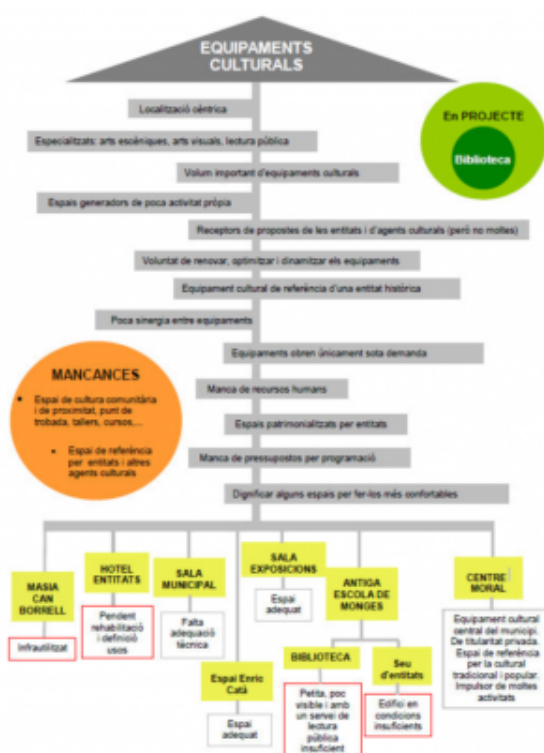 EQUIPAMENTS
CULTURALS
Localització cèntrica
En PROJECTE
Biblioteca
Especialitzats: arts escèniques, arts visuals, lectura pública
Volum important d'equipaments culturals
Espais generadors de poca activitat pròpia
Receptors de propostes de les entitats i d'agents culturals (però no moltes)
Voluntat de renovar, optimitzar i dinamitzar els equipaments
Equipament cultural de referència d'una entitat històrica
Poca sinergia entre equipaments
Equipaments obren únicament sota demanda
MANCANCES
• Espai de cultura comunitària
i de proximitat, punt de
trobada, tallers, cursos,...
• Espai de referència
per entitats i altres
agents culturals
Manca de recursos humans
Espais patrimonialitzats per entitats
Manca de pressupostos per programació
Dignificar alguns espais per fer-los més confortables
MASIA
CAN
BORRELL
Infrautilitzat
HOTEL
ENTITATS
Pendent
rehabilitació
i definició
usos
SALA
MUNICIPAL
Falta
adequació
tècnica
Espai Enric
Catà
Espai
adequat
SALA
EXPOSICIONS
Espai
adequat
ANTIGA
ESCOLA DE
MONGES
BIBLIOTECA
Petita, poc
visible i amb
un servei de
lectura
pública
insuficient
Seu
d'entitats
Edifici en
condicions
insuficients
CENTRE
MORAL
Equipament cultural
central del municipi.
De titularitat privada.
Espai de referència
per la cultural
tradicional i popular.
Impulsor de moltes
activitats